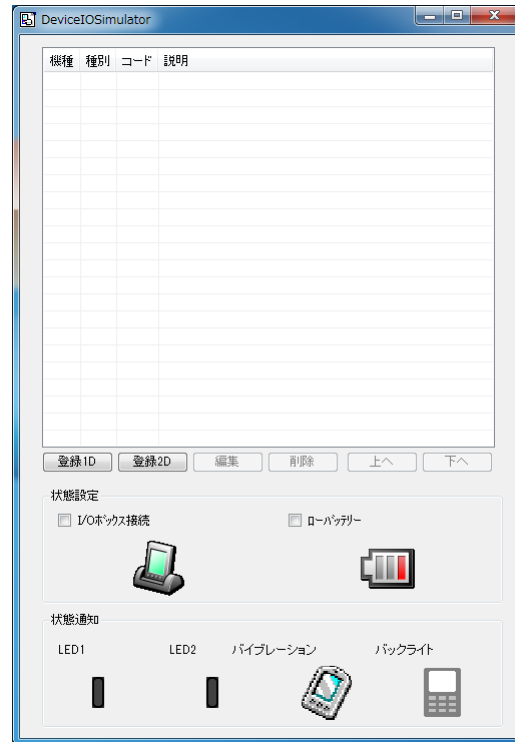 DeviceIOSimulator
機種 種別 コード 説明
登録1D 登録2D 編集 削除 上へ 下へ
状態設定
I/Oボックス接続 ローバッテリー
状態通知
LED1 LED2 バイブレーション バックライト